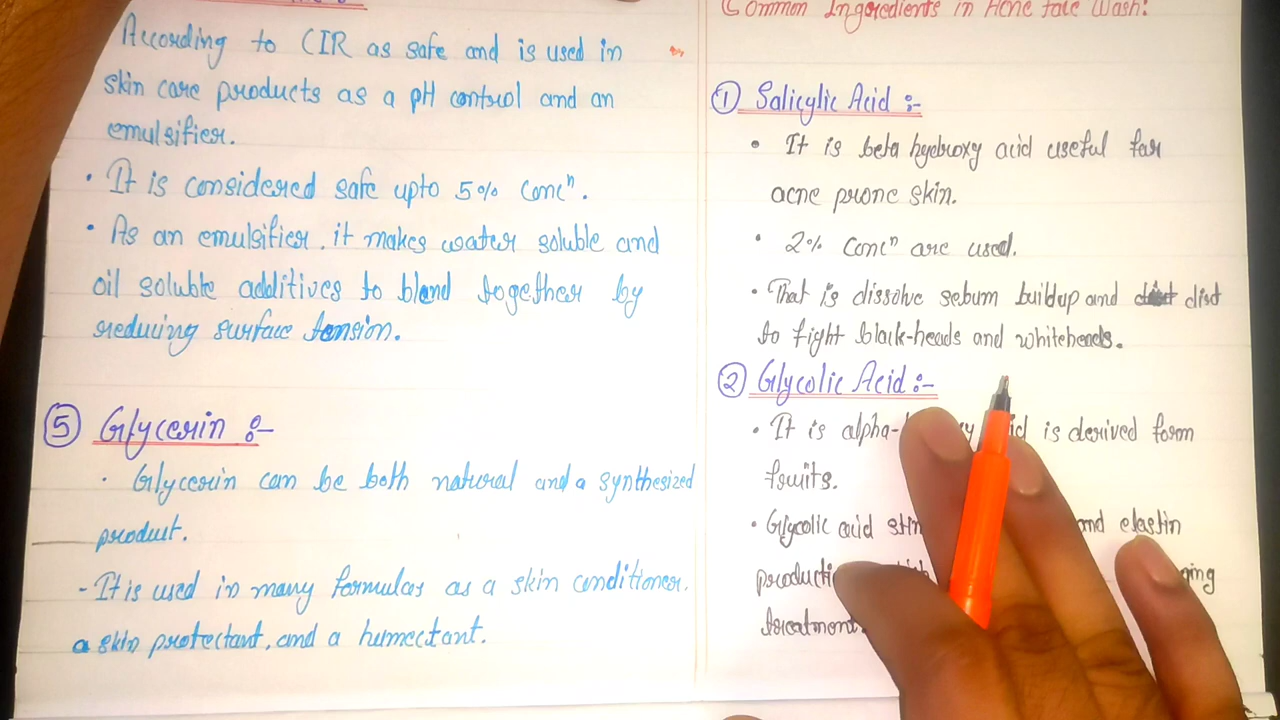 According to CIR as safe and is used in
skin care products as a pH control and an
emulsifier.
• It is considered safe upto 5% Concⁿ.
• As an emulsifier, it makes water soluble and
oil soluble additives to blend together by
reducing surface tension.
⑤ Glycerin :-
• Glycerin can be both natural and a synthesized
product.
- It is used in many formulas as a skin conditioner.
a skin protectant, and a humectant.
Common Ingredients in Acne face Wash:
① Salicylic Acid :-
• It is beta hydroxy acid useful for
acne prone skin.
• 2% Concⁿ are used.
• That is dissolve sebum buildup and dist
to fight black-heads and whiteheads.
② Glycolic Acid :-
• It is alpha- is derived form
fruits.
• Glycolic acid and elastin
treatment.